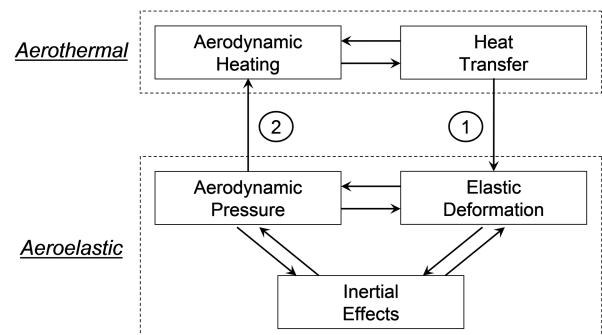 Aerothermal
Aerodynamic
Heating
Heat
Transfer
2
1
Aeroelastic
Aerodynamic
Pressure
Elastic
Deformation
Inertial
Effects